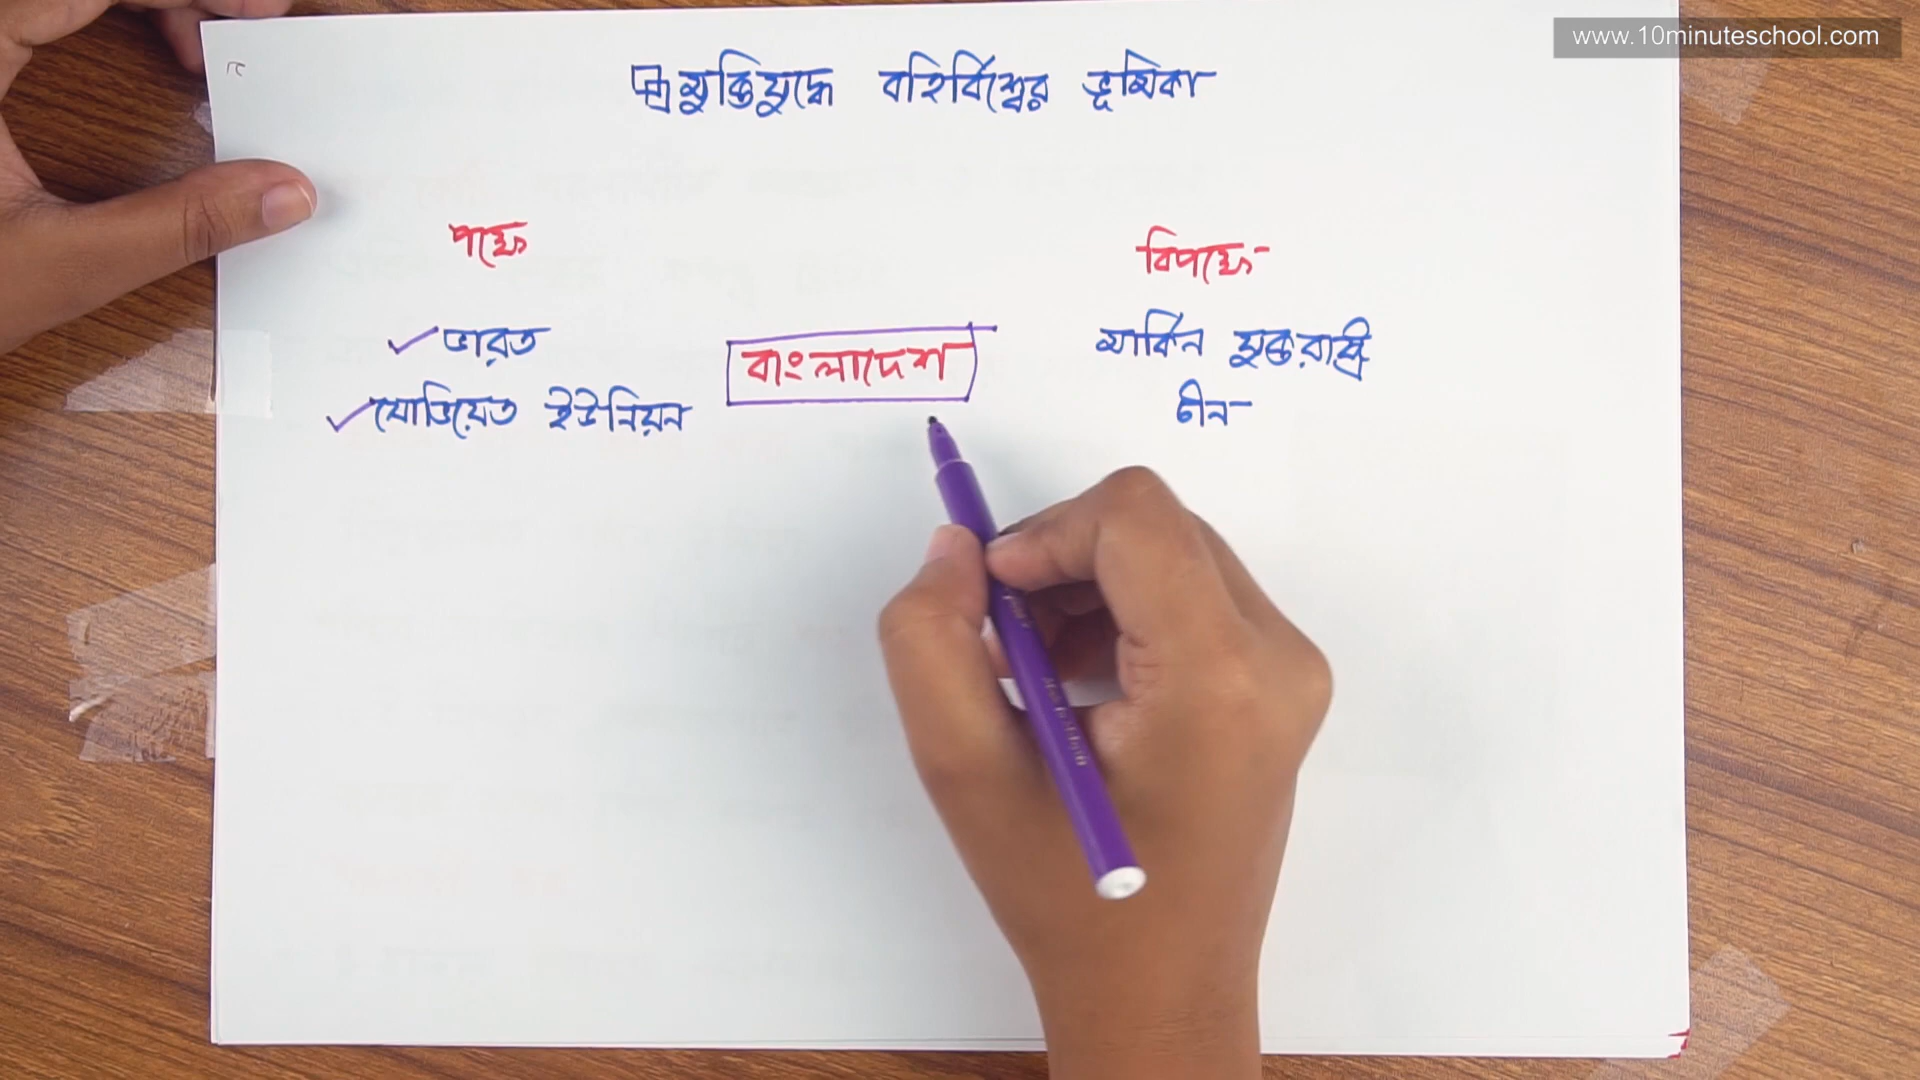 www.10minuteschool.com
মুক্তিযুদ্ধে বহির্বিশ্বের ভূমিকা
পক্ষে
বিপক্ষে
ভারত
বাংলাদেশ
মার্কিন যুক্তরাষ্ট্র
সোভিয়েত ইউনিয়ন
চীন